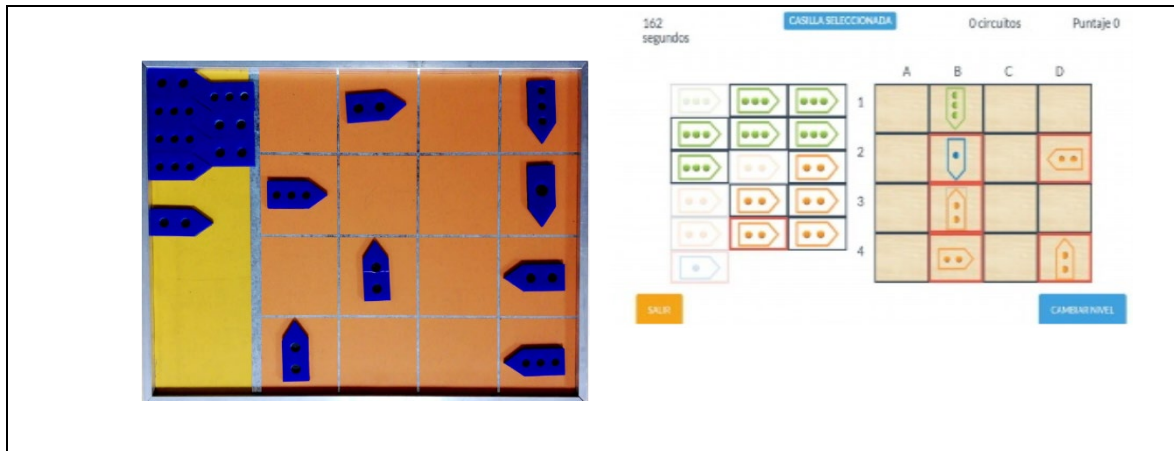 162
segundos
CASILLA SELECCIONADA
0 circuitos
Puntaje 0
A B C D
1
2
3
4
SALIR
CAMBIAR NIVEL